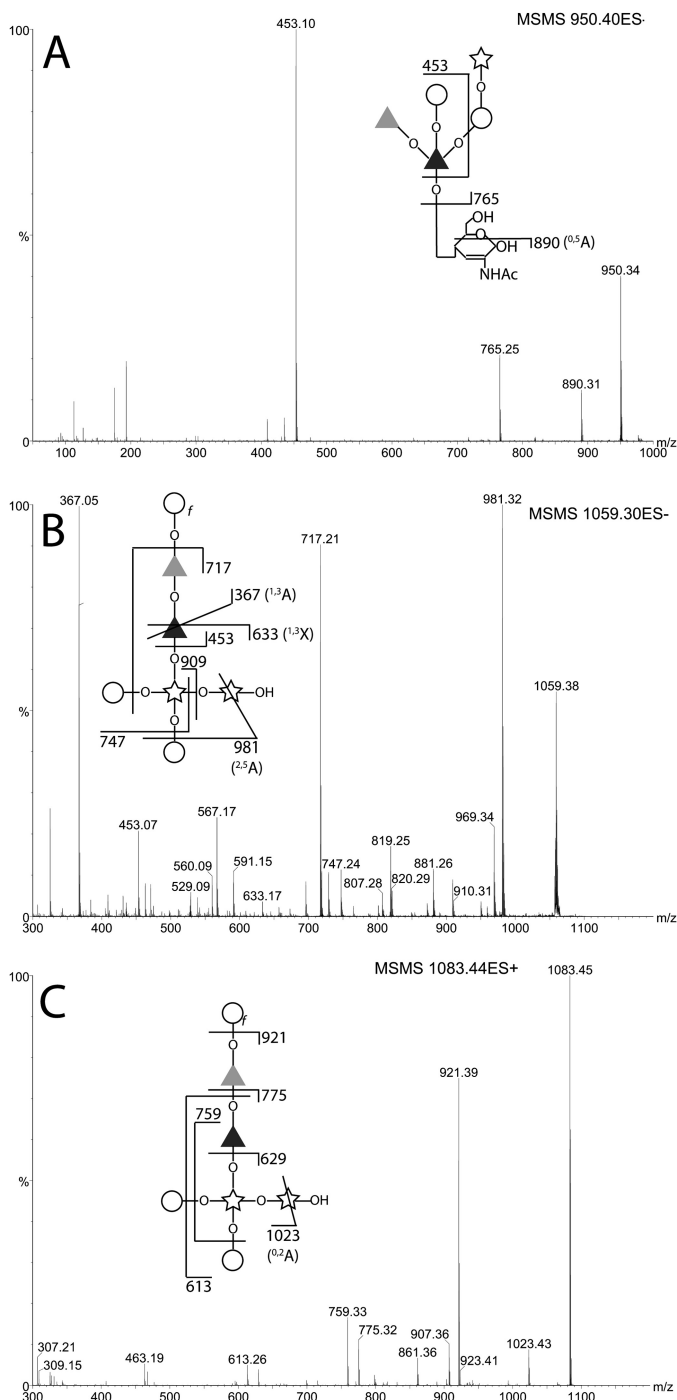 A
MSMS 950.40ES-
100
%
0
453.10
950.34
765.25
890.31
453
O
O
O
O
O
765
OH
O
OH
890 (0,5A)
NHAc
100 200 300 400 500 600 700 800 900 1000 m/z
B
MSMS 1059.30ES-
100
%
0
367.05
981.32
717.21
1059.38
969.34
819.25
567.17
453.07
591.15
560.09
529.09
633.17
747.24
807.28
820.29
881.26
910.31
f
O
717
O
367 (1,3A)
633 (1,3X)
453
O
909
O
O
OH
O
747
981
(2,5A)
300 400 500 600 700 800 900 1000 1100 m/z
C
MSMS 1083.44ES+
100
%
0
1083.45
921.39
759.33
775.32
907.36
861.36
923.41
1023.43
307.21
309.15
463.19
613.26
f
921
O
775
O
759
629
O
O
O
OH
O
1023
(0,2A)
613
300 400 500 600 700 800 900 1000 1100 m/z